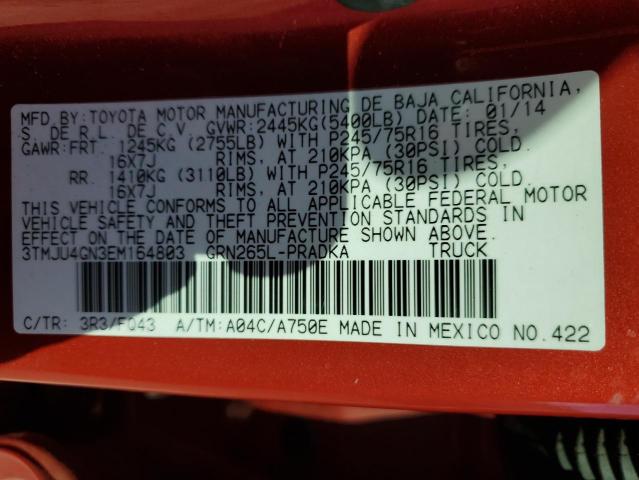 MFD.BY:TOYOTA MOTOR MANUFACTURING DE BAJA CALIFORNIA,
S. DE R.L. DE C.V. GVWR:2445KG(5400LB) DATE: 01/14
GAWR:FRT. 1245KG (2755LB) WITH P245/75R16 TIRES,
16X7J RIMS, AT 210KPA (30PSI) COLD.
RR. 1410KG (3110LB) WITH P245/75R16 TIRES,
16X7J RIMS, AT 210KPA (30PSI) COLD.
THIS VEHICLE CONFORMS TO ALL APPLICABLE FEDERAL MOTOR
VEHICLE SAFETY AND THEFT PREVENTION STANDARDS IN
EFFECT ON THE DATE OF MANUFACTURE SHOWN ABOVE.
3TMJU4GN3EM164803 GRN265L-PRADKA TRUCK
C/TR: 3R3/FQ43 A/TM:A04C/A750E MADE IN MEXICO NO.422